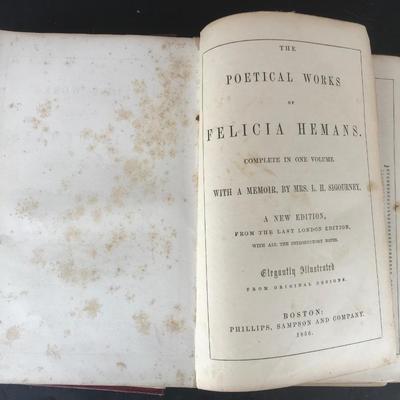 THE
POETICAL WORKS
OF
FELICIA HEMANS.
COMPLETE IN ONE VOLUME.
WITH A MEMOIR, BY MRS. L. H. SIGOURNEY.
A NEW EDITION,
FROM THE LAST LONDON EDITION,
WITH ALL THE INTRODUCTORY NOTES.
Elegantly Illustrated
FROM ORIGINAL DESIGNS.
BOSTON:
PHILLIPS, SAMPSON AND COMPANY.
1856.